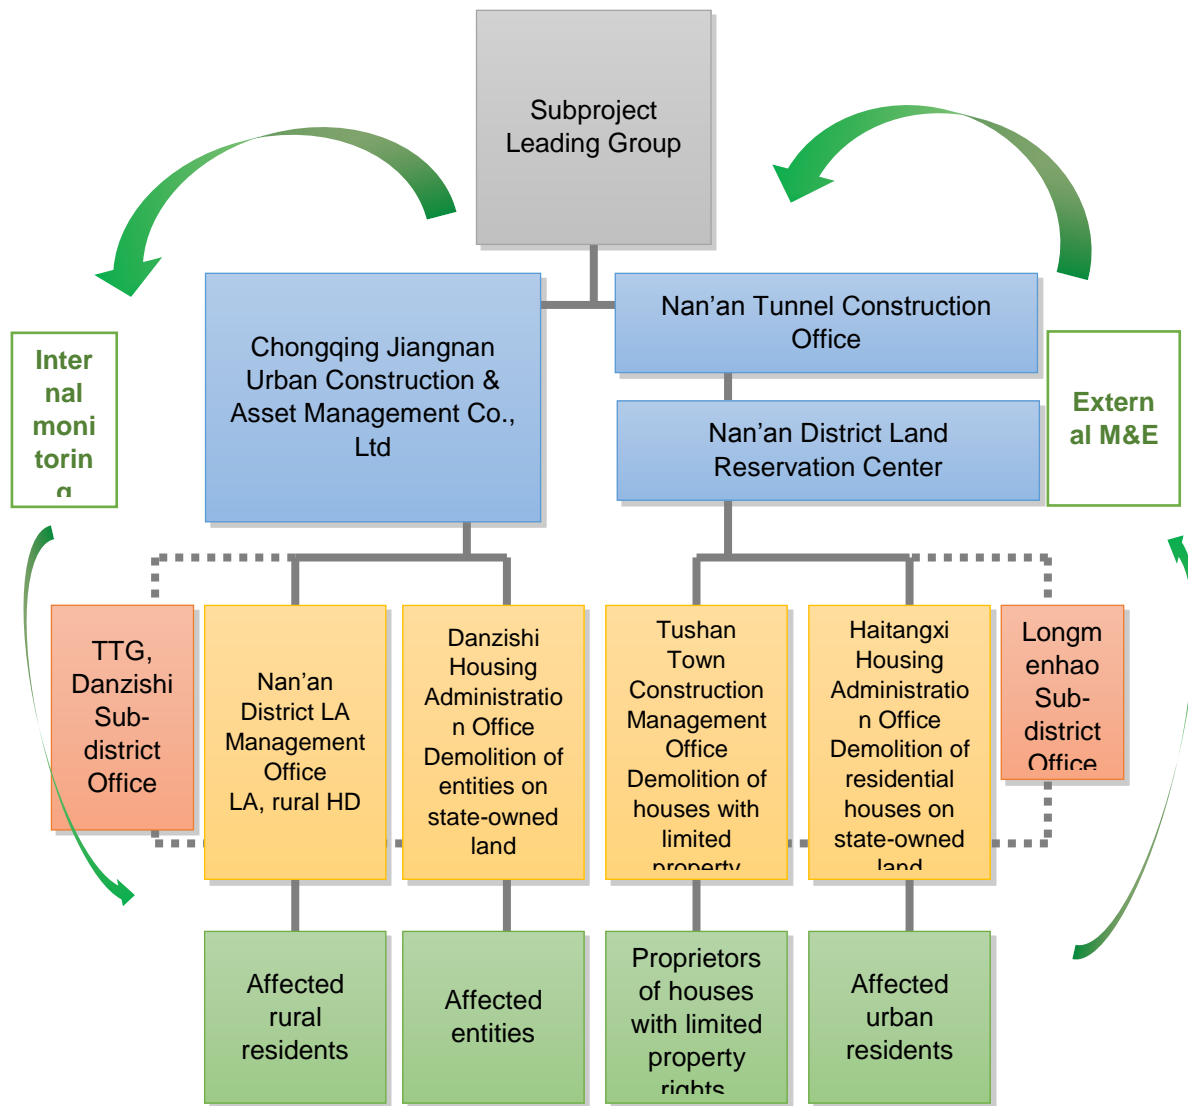 Subproject
Leading Group
Chongqing Jiangnan
Urban Construction &
Asset Management Co.,
Ltd
Nan’an Tunnel Construction
Office
Nan’an District Land
Reservation Center
Inter
nal
moni
torin
g
Extern
al M&E
TTG,
Danzishi
Sub-
district
Office
Nan’an
District LA
Management
Office
LA, rural HD
Danzishi
Housing
Administratio
n Office
Demolition of
entities on
state-owned
land
Tushan
Town
Construction
Management
Office
Demolition of
houses with
limited
property
Haitangxi
Housing
Administratio
n Office
Demolition of
residential
houses on
state-owned
land
Longm
enhao
Sub-
district
Office
Affected
rural
residents
Affected
entities
Proprietors
of houses
with limited
property
rights
Affected
urban
residents